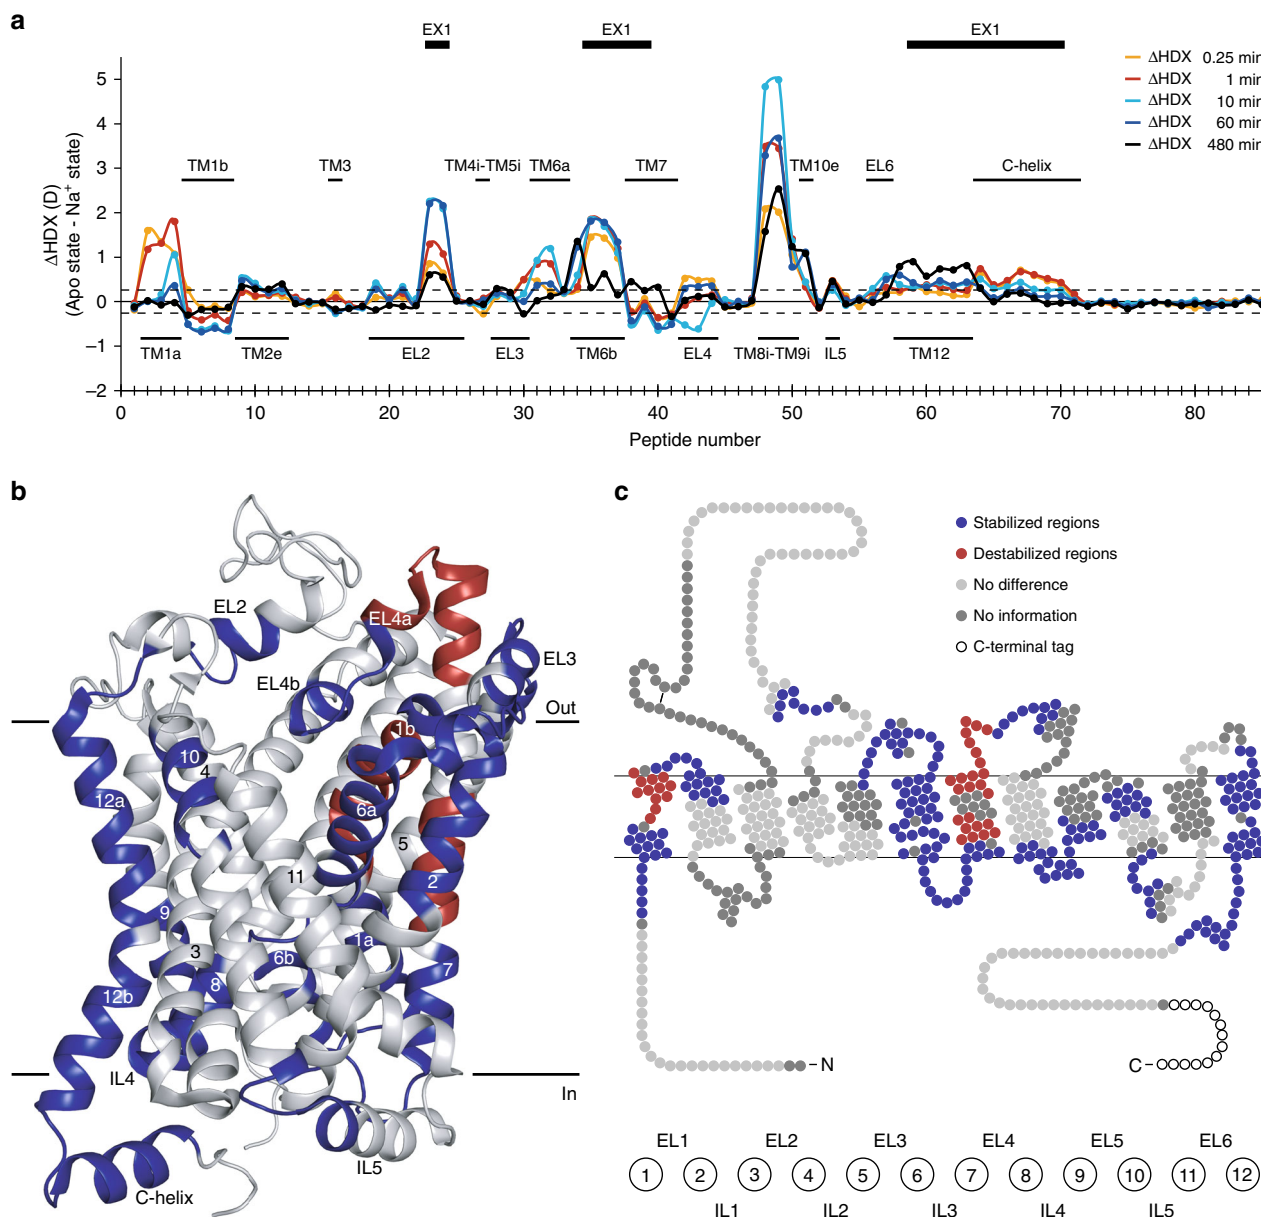 a
EX1 EX1 EX1
ΔHDX 0.25 min
ΔHDX 1 min
ΔHDX 10 min
ΔHDX 60 min
ΔHDX 480 min
ΔHDX (D)
(Apo state - Na⁺ state)
5
4
3
2
1
0
−1
−2
TM1b TM3 TM4i-TM5i TM6a TM7 TM10e EL6 C-helix
TM1a TM2e EL2 EL3 TM6b EL4 TM8i-TM9i IL5 TM12
0 10 20 30 40 50 60 70 80
Peptide number
b
EL2
EL4a
EL3
EL4b
Out
1b
10
4
12a
6a
5
11
2
9
1a
3
6b
7
8
12b
IL4
In
IL5
C-helix
c
Stabilized regions
Destabilized regions
No difference
No information
C-terminal tag
N
C
EL1 EL2 EL3 EL4 EL5 EL6
1 2 3 4 5 6 7 8 9 10 11 12
IL1 IL2 IL3 IL4 IL5